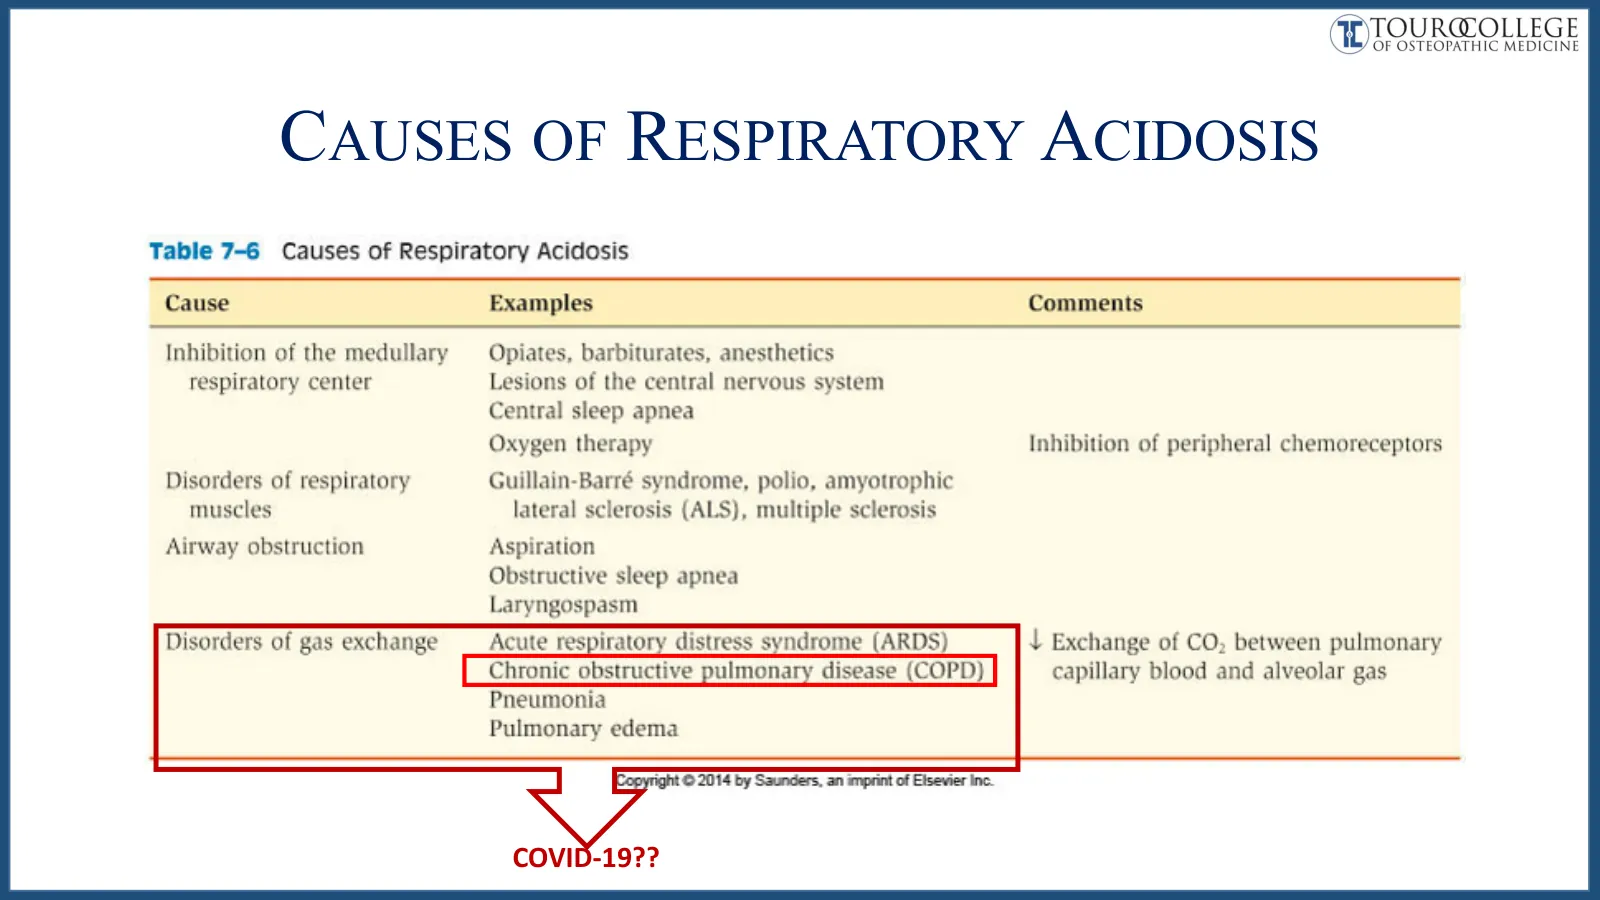 TOUROCOLLEGE
OF OSTEOPATHIC MEDICINE
CAUSES OF RESPIRATORY ACIDOSIS
Table 7–6 Causes of Respiratory Acidosis
Cause Examples Comments
Inhibition of the medullary Opiates, barbiturates, anesthetics
respiratory center Lesions of the central nervous system
Central sleep apnea
Oxygen therapy Inhibition of peripheral chemoreceptors
Disorders of respiratory Guillain-Barré syndrome, polio, amyotrophic
muscles lateral sclerosis (ALS), multiple sclerosis
Airway obstruction Aspiration
Obstructive sleep apnea
Laryngospasm
Disorders of gas exchange Acute respiratory distress syndrome (ARDS) ↓ Exchange of CO₂ between pulmonary
Chronic obstructive pulmonary disease (COPD) capillary blood and alveolar gas
Pneumonia
Pulmonary edema
Copyright © 2014 by Saunders, an imprint of Elsevier Inc.
COVID-19??